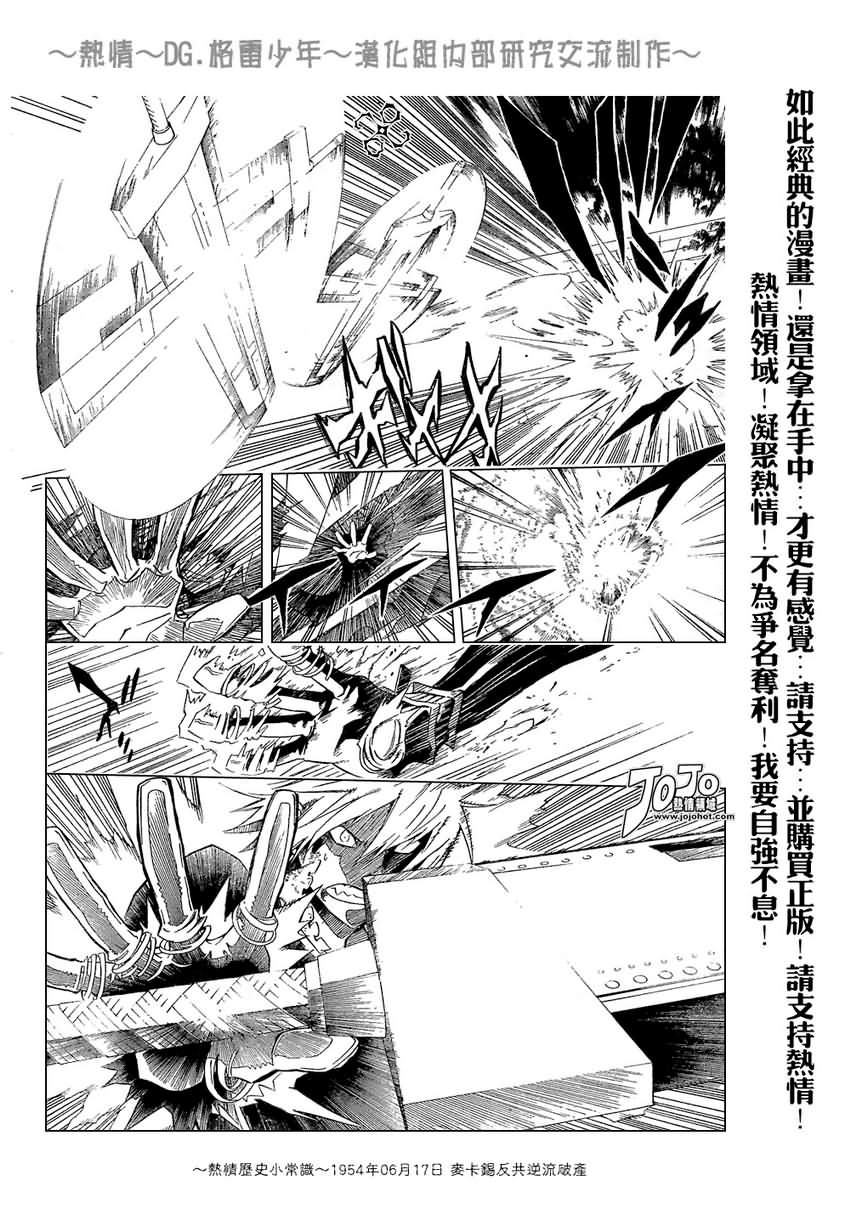 ～熱情～DG.格雷少年～漢化組內部研究交流制作～
如此經典的漫畫！還是拿在手中…才更有感覺…請支持…並購買正版！請支持熱情！
熱情領域！凝聚熱情！不為爭名奪利！我要自強不息！
JoJo
熱情領域
www.jojohot.com
～熱情歷史小常識～1954年06月17日 麥卡錫反共逆流破產